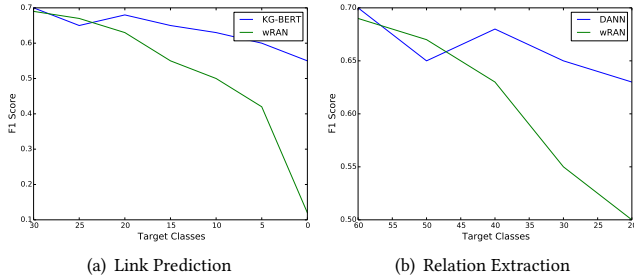 0.7
0.6
0.5
0.4
0.3
0.2
0.1
F1 Score
30 25 20 15 10 5 0
Target Classes
KG-BERT
wRAN
(a) Link Prediction
0.70
0.65
0.60
0.55
0.50
F1 Score
60 55 50 45 40 35 30 25 20
Target Classes
DANN
wRAN
(b) Relation Extraction